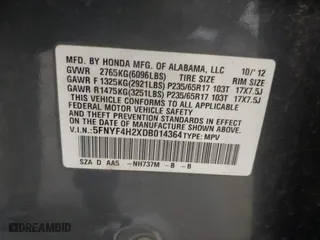 MFD. BY HONDA MFG. OF ALABAMA, LLC 10/'12
GVWR 2765KG(6096LBS) TIRE SIZE RIM SIZE
GAWR F 1325KG(2921LBS) P235/65R17 103T 17X7.5J
GAWR R 1475KG(3251LBS) P235/65R17 103T 17X7.5J
THIS VEHICLE CONFORMS TO ALL APPLICABLE FEDERAL
MOTOR VEHICLE SAFETY AND THEFT PREVENTION
STANDARDS IN EFFECT ON THE DATE OF
MANUFACTURE SHOWN ABOVE.
V.I.N.: 5FNYF4H2XDB014364 TYPE: MPV
SZA D AA5 -NH737M -B -B
DREAMBID